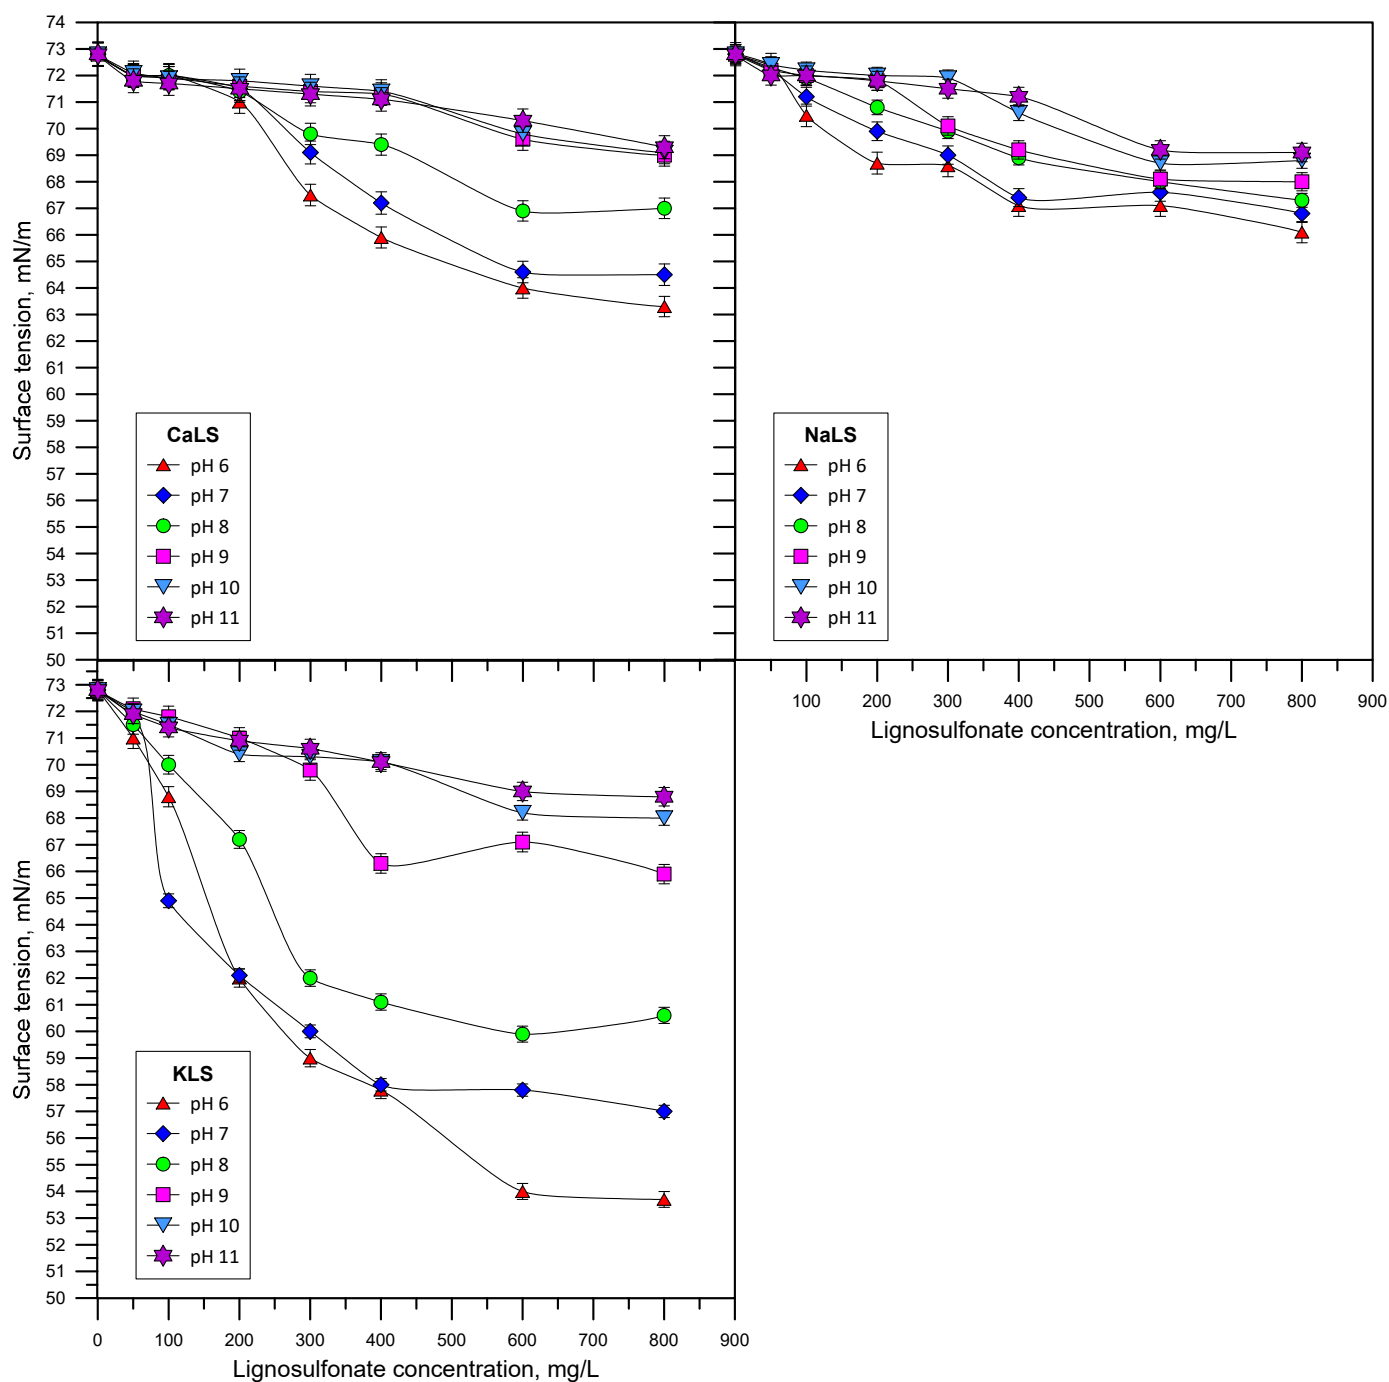 74
73
72
71
70
69
68
67
66
65
64
63
62
61
60
59
58
57
56
55
54
53
52
51
50
Surface tension, mN/m
CaLS
pH 6
pH 7
pH 8
pH 9
pH 10
pH 11
NaLS
pH 6
pH 7
pH 8
pH 9
pH 10
pH 11
100 200 300 400 500 600 700 800 900
Lignosulfonate concentration, mg/L
73
72
71
70
69
68
67
66
65
64
63
62
61
60
59
58
57
56
55
54
53
52
51
50
Surface tension, mN/m
KLS
pH 6
pH 7
pH 8
pH 9
pH 10
pH 11
0 100 200 300 400 500 600 700 800 900
Lignosulfonate concentration, mg/L